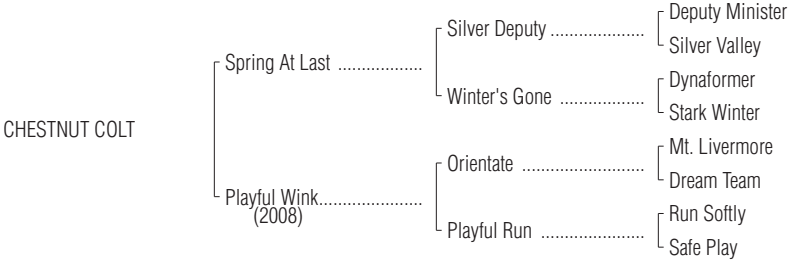 Deputy Minister
Silver Deputy ....................
Silver Valley
Spring At Last ..................
Dynaformer
Winter's Gone ..................
Stark Winter
CHESTNUT COLT
Mt. Livermore
Orientate ..........................
Dream Team
Playful Wink......................
(2008)
Run Softly
Playful Run ......................
Safe Play